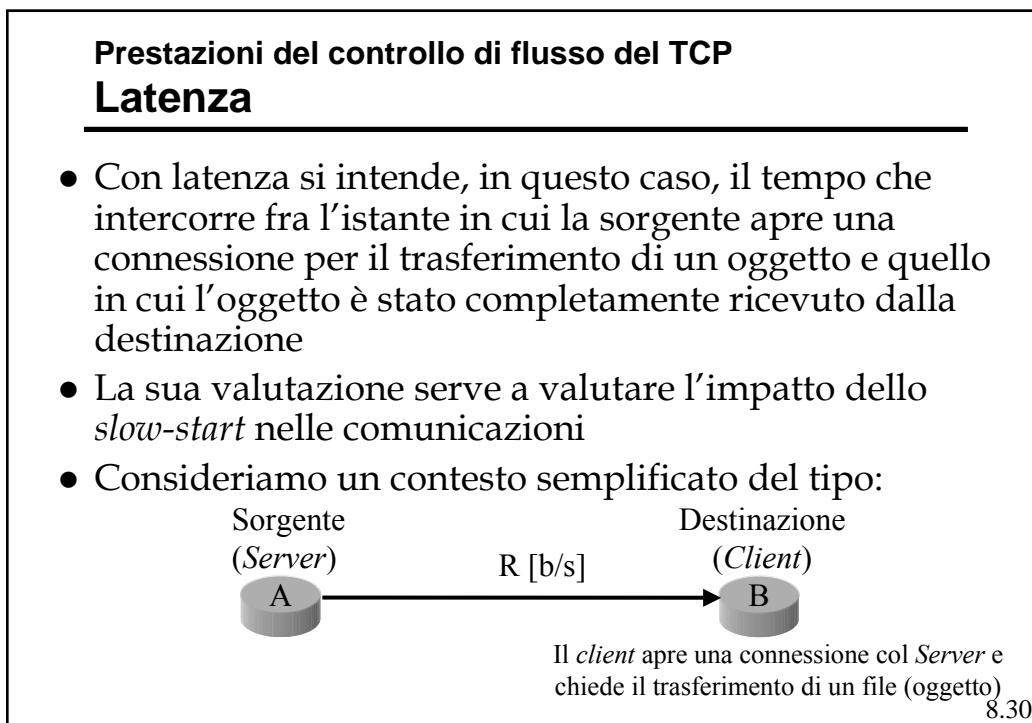 Prestazioni del controllo di flusso del TCP
Latenza
● Con latenza si intende, in questo caso, il tempo che
intercorre fra l'istante in cui la sorgente apre una
connessione per il trasferimento di un oggetto e quello
in cui l'oggetto è stato completamente ricevuto dalla
destinazione
● La sua valutazione serve a valutare l'impatto dello
slow-start nelle comunicazioni
● Consideriamo un contesto semplificato del tipo:
Sorgente
(Server)
A
R [b/s]
Destinazione
(Client)
B
Il client apre una connessione col Server e
chiede il trasferimento di un file (oggetto)
8.30